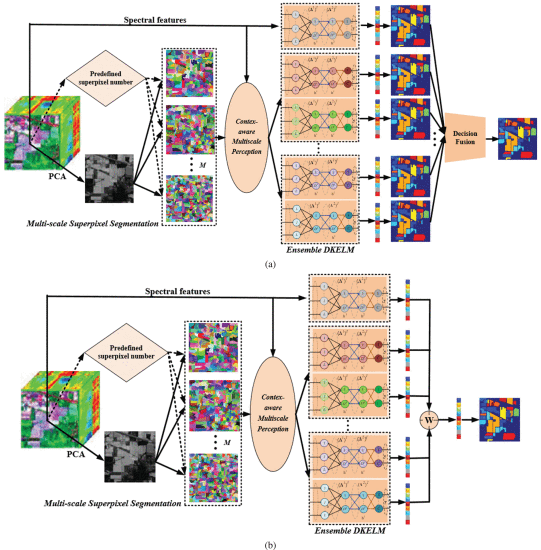 Spectral features
Predefined
superpixel number
PCA
M
Multi-scale Superpixel Segmentation
Contex-
aware
Multiscale
Perception
Ensemble DKELM
Decision
Fusion
(a)
Spectral features
Predefined
superpixel number
PCA
M
Multi-scale Superpixel Segmentation
Contex-
aware
Multiscale
Perception
Ensemble DKELM
W
(b)